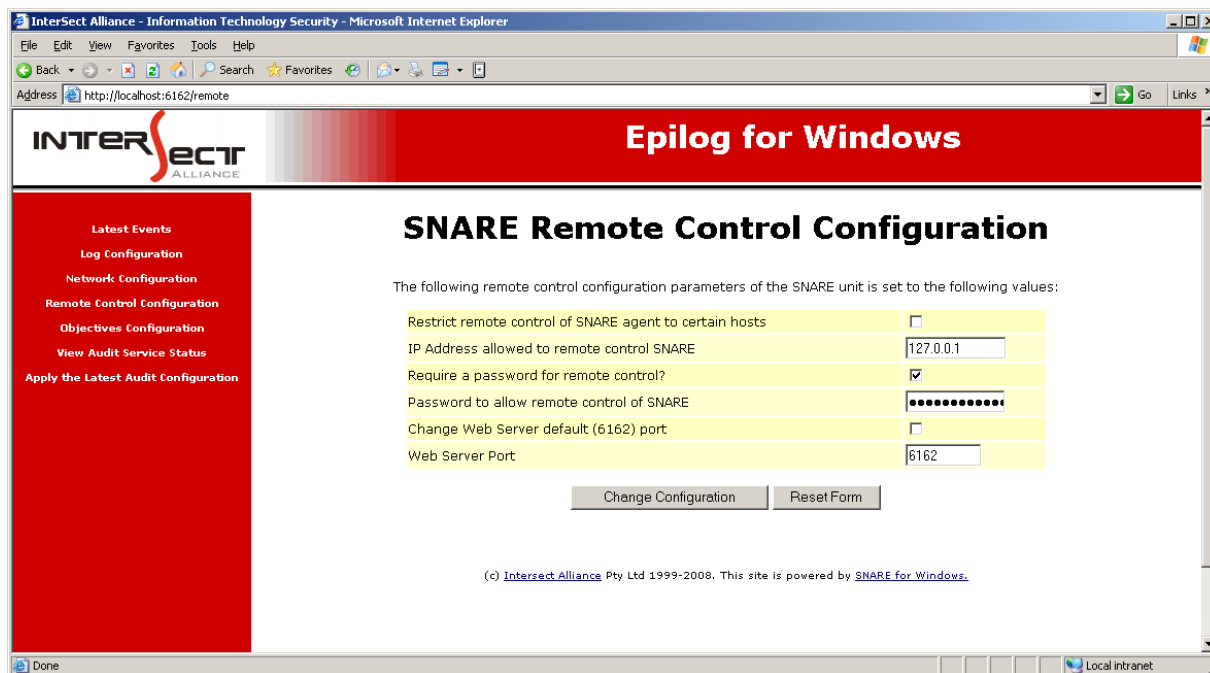 InterSect Alliance - Information Technology Security - Microsoft Internet Explorer
File Edit View Favorites Tools Help
Back Search Favorites
Address http://localhost:6162/remote Go Links
INTERSECT
ALLIANCE
Epilog for Windows
Latest Events
Log Configuration
Network Configuration
Remote Control Configuration
Objectives Configuration
View Audit Service Status
Apply the Latest Audit Configuration
SNARE Remote Control Configuration
The following remote control configuration parameters of the SNARE unit is set to the following values:
Restrict remote control of SNARE agent to certain hosts
IP Address allowed to remote control SNARE 127.0.0.1
Require a password for remote control?
Password to allow remote control of SNARE ●●●●●●●●●●●●
Change Web Server default (6162) port
Web Server Port 6162
Change Configuration Reset Form
(c) Intersect Alliance Pty Ltd 1999-2008. This site is powered by SNARE for Windows.
Done Local intranet